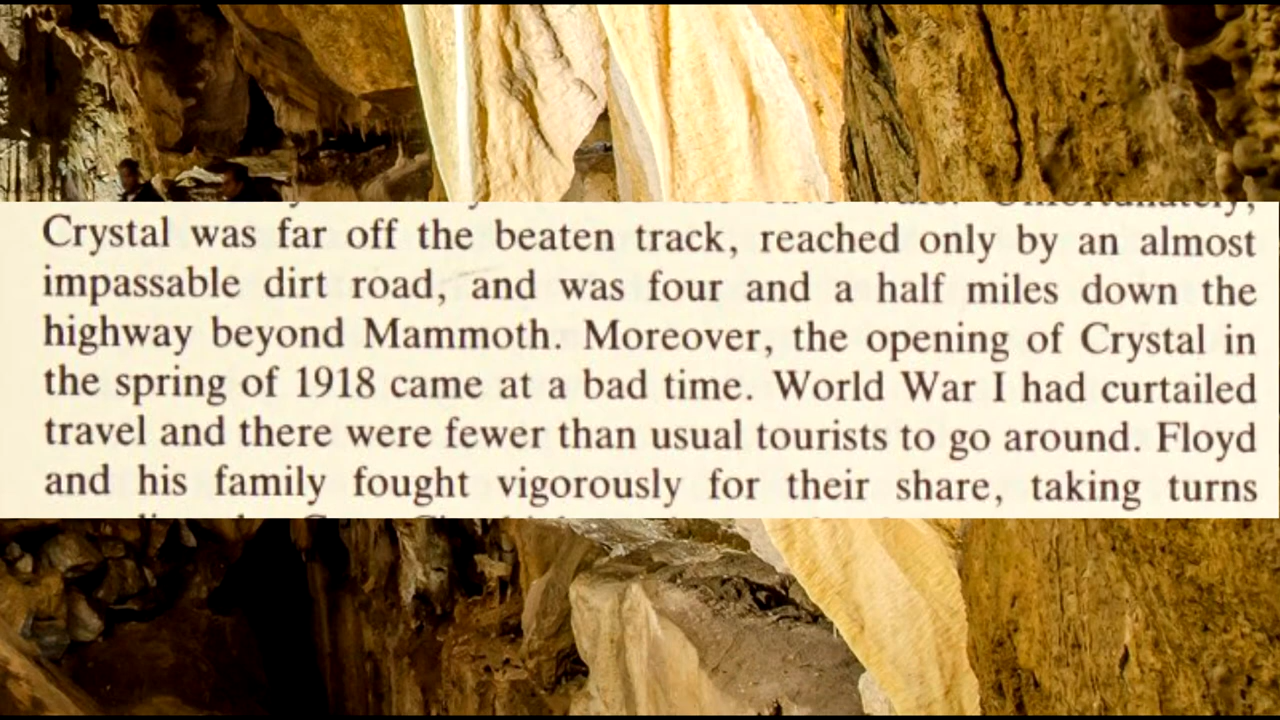 Unfortunately,
Crystal was far off the beaten track, reached only by an almost
impassable dirt road, and was four and a half miles down the
highway beyond Mammoth. Moreover, the opening of Crystal in
the spring of 1918 came at a bad time. World War I had curtailed
travel and there were fewer than usual tourists to go around. Floyd
and his family fought vigorously for their share, taking turns